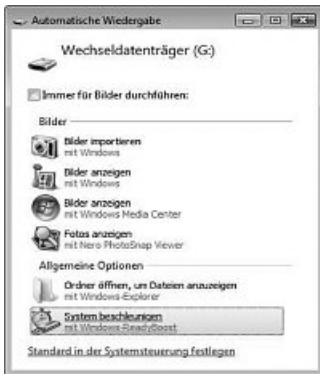 Automatische Wiedergabe
Wechseldatenträger (G:)
Immer für Bilder durchführen:
Bilder
Bilder importieren
mit Windows
Bilder anzeigen
mit Windows
Bilder anzeigen
mit Windows Media Center
Fotos anzeigen
mit Nero PhotoSnap Viewer
Allgemeine Optionen
Ordner öffnen, um Dateien anzuzeigen
mit Windows-Explorer
System beschleunigen
mit Windows-ReadyBoost
Standard in der Systemsteuerung festlegen